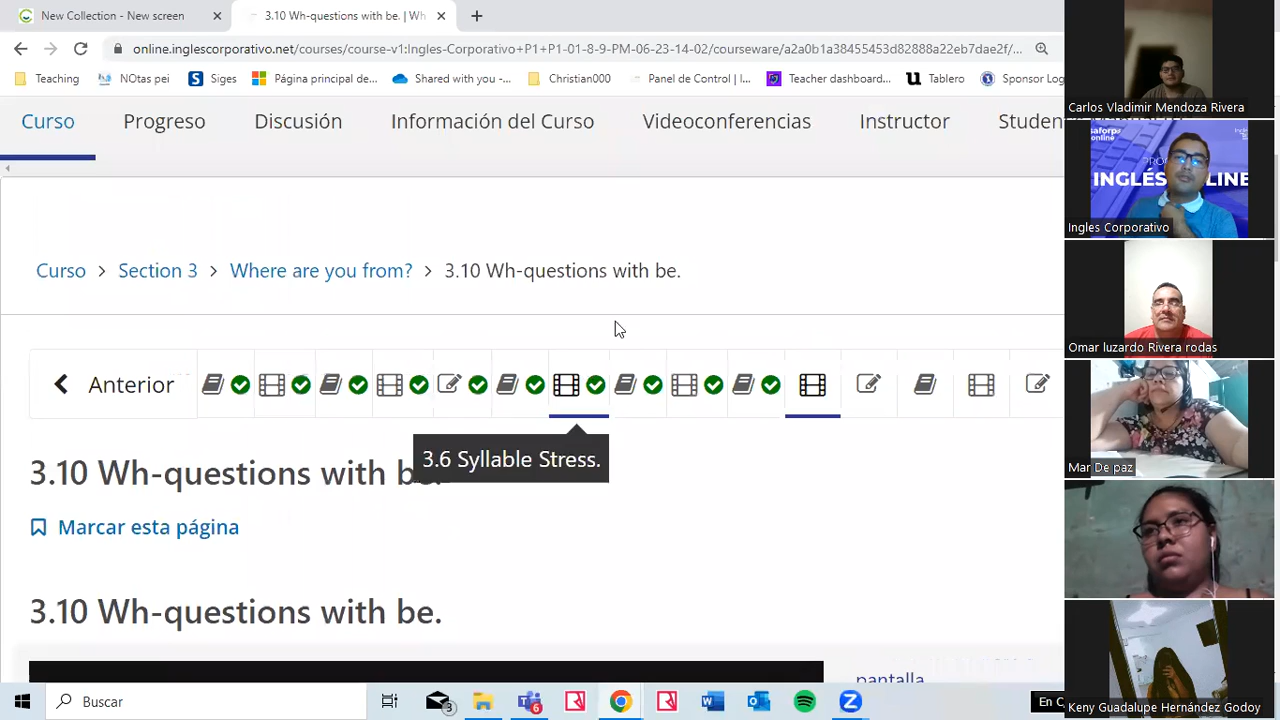 New Collection - New screen
3.10 Wh-questions with be. | Wh
online.inglescorporativo.net/courses/course-v1:Ingles-Corporativo+P1+P1-01-8-9-PM-06-23-14-02/courseware/a2a0b1a38455453d82888a22eb7dae2f/...
Teaching
NOtas pei
Siges
Página principal de...
Shared with you -...
Christian000
Panel de Control | I...
Teacher dashboard...
Tablero
Sponsor Log
Curso
Progreso
Discusión
Información del Curso
Videoconferencias
Instructor
Curso > Section 3 > Where are you from? > 3.10 Wh-questions with be.
Anterior
3.6 Syllable Stress.
3.10 Wh-questions with be.
Marcar esta página
3.10 Wh-questions with be.
pantalla
Buscar
3
6
En
Carlos Vladimir Mendoza Rivera
INGLÉS
LINE
Ingles Corporativo
Omar luzardo Rivera rodas
Mar De paz
Keny Guadalupe Hernández Godoy